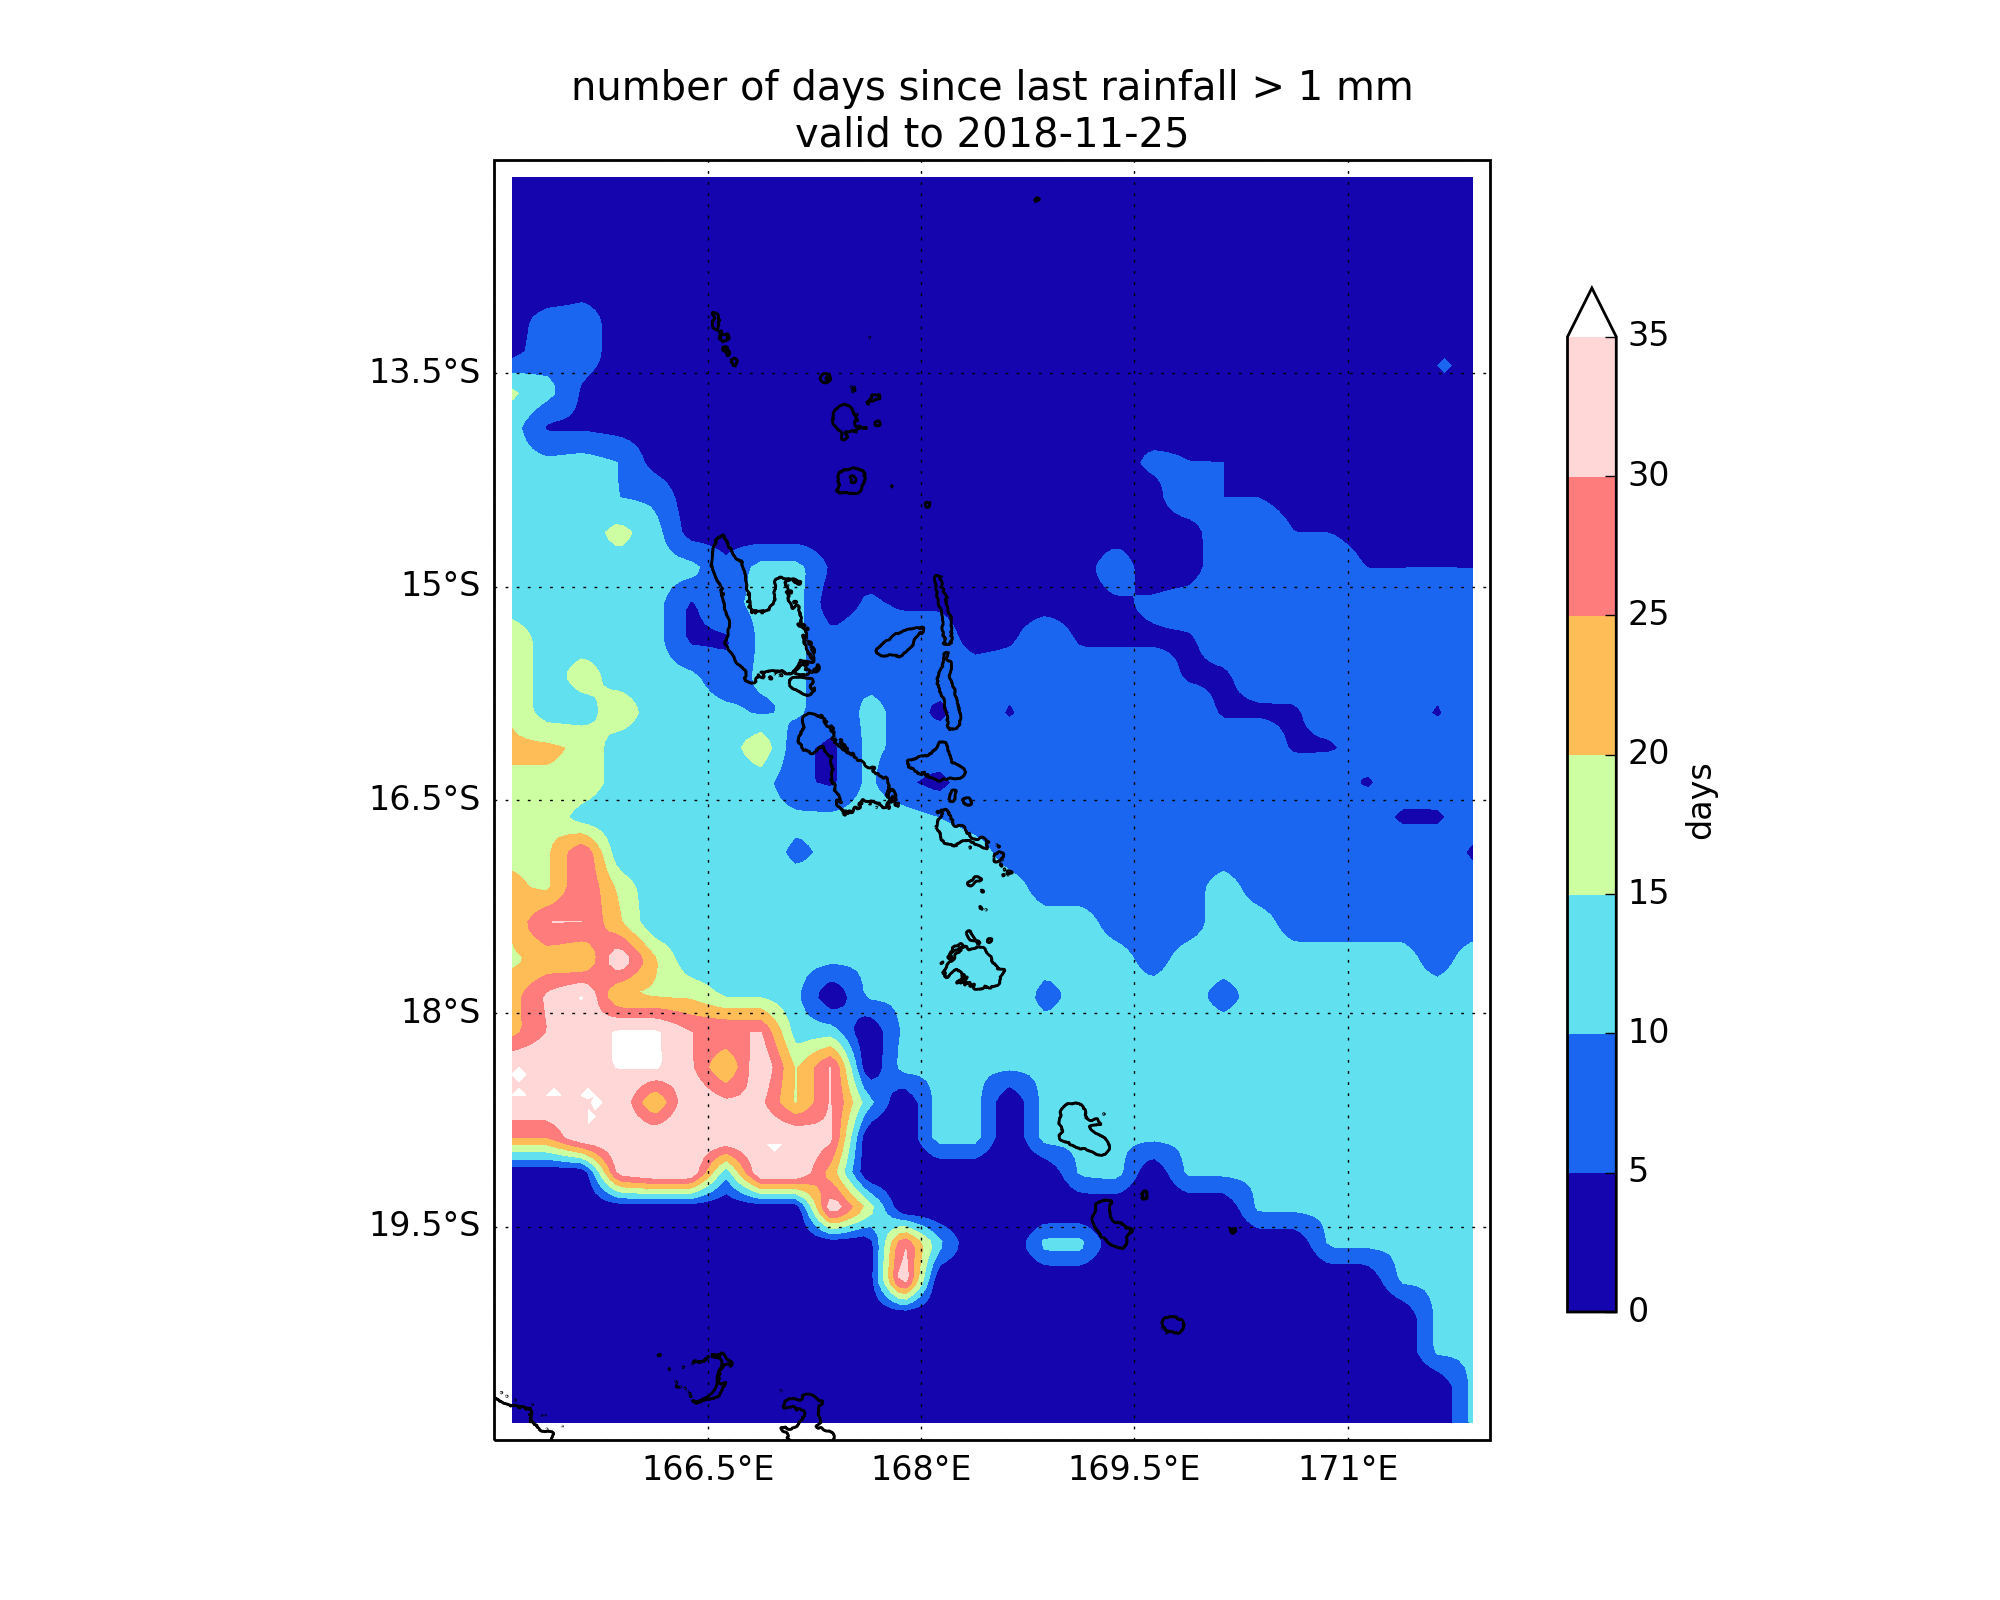 number of days since last rainfall > 1 mm
valid to 2018-11-25
13.5°S
15°S
16.5°S
18°S
19.5°S
166.5°E
168°E
169.5°E
171°E
35
30
25
20
15
10
5
0
days